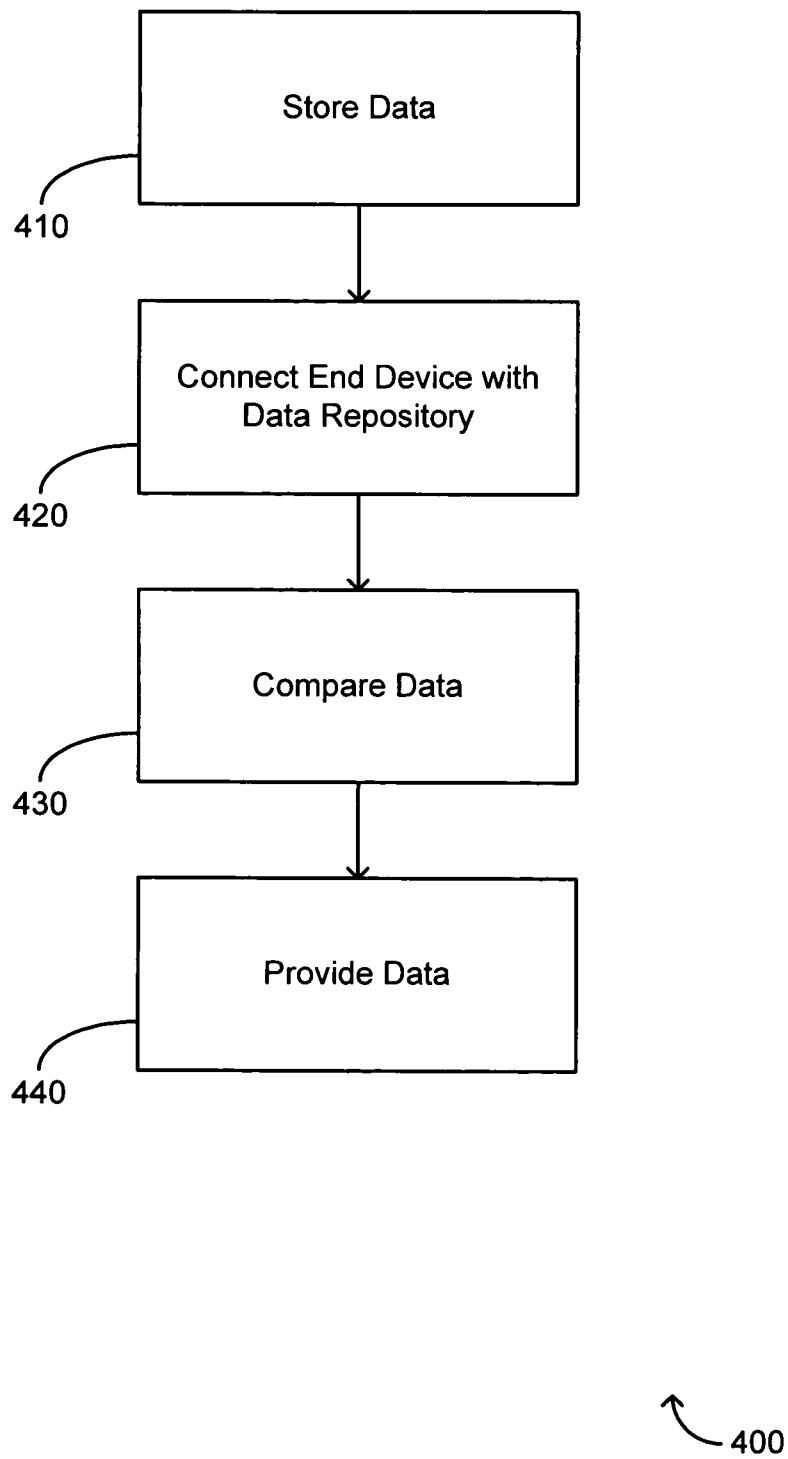 Store Data
410
Connect End Device with
Data Repository
420
Compare Data
430
Provide Data
440
400